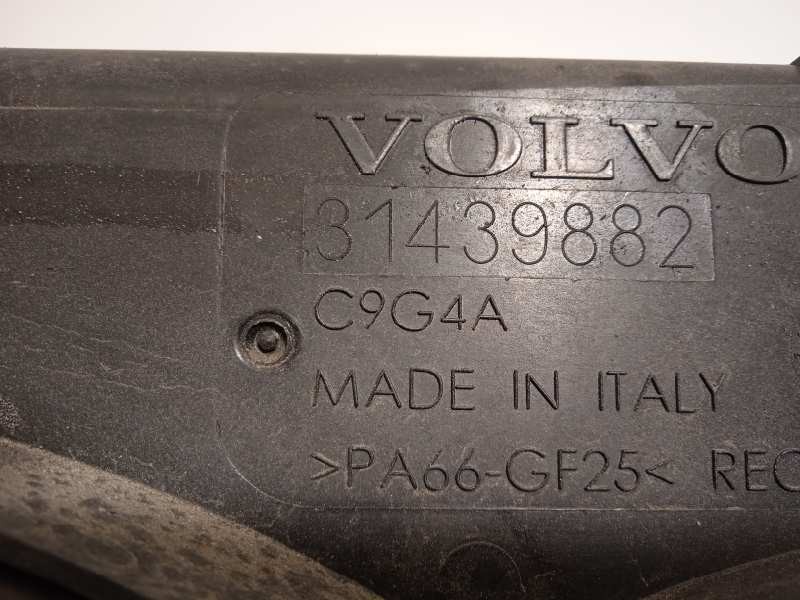 VOLVO
31439882
C9G4A
MADE IN ITALY
>PA66-GF25<